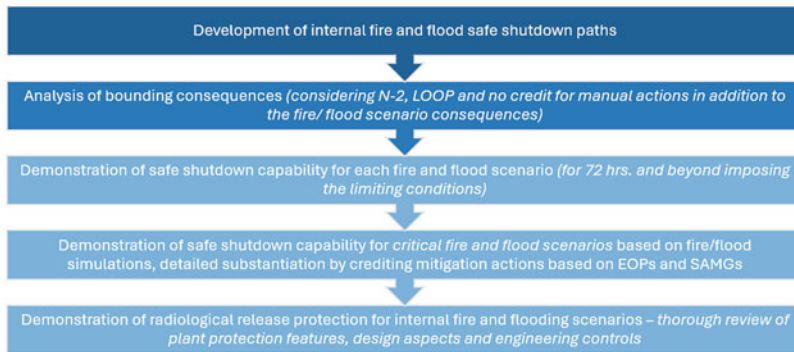 Development of internal fire and flood safe shutdown paths
Analysis of bounding consequences (considering N-2, LOOP and no credit for manual actions in addition to
the fire/ flood scenario consequences)
Demonstration of safe shutdown capability for each fire and flood scenario (for 72 hrs. and beyond imposing
the limiting conditions)
Demonstration of safe shutdown capability for critical fire and flood scenarios based on fire/flood
simulations, detailed substantiation by crediting mitigation actions based on EOPs and SAMGs
Demonstration of radiological release protection for internal fire and flooding scenarios – thorough review of
plant protection features, design aspects and engineering controls